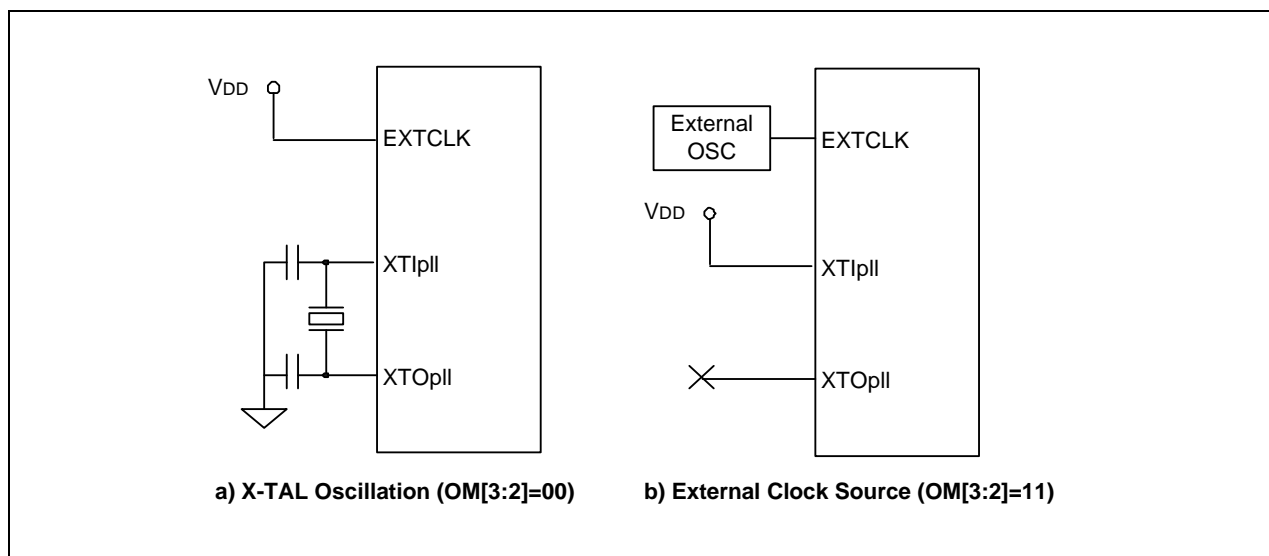 VDD
EXTCLK
XTIpll
XTOpll
a) X-TAL Oscillation (OM[3:2]=00)
External
OSC
EXTCLK
VDD
XTIpll
XTOpll
b) External Clock Source (OM[3:2]=11)